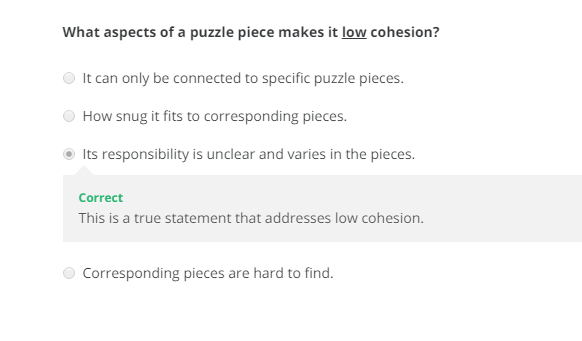 What aspects of a puzzle piece makes it low cohesion?
It can only be connected to specific puzzle pieces.
How snug it fits to corresponding pieces.
Its responsibility is unclear and varies in the pieces.
Correct
This is a true statement that addresses low cohesion.
Corresponding pieces are hard to find.